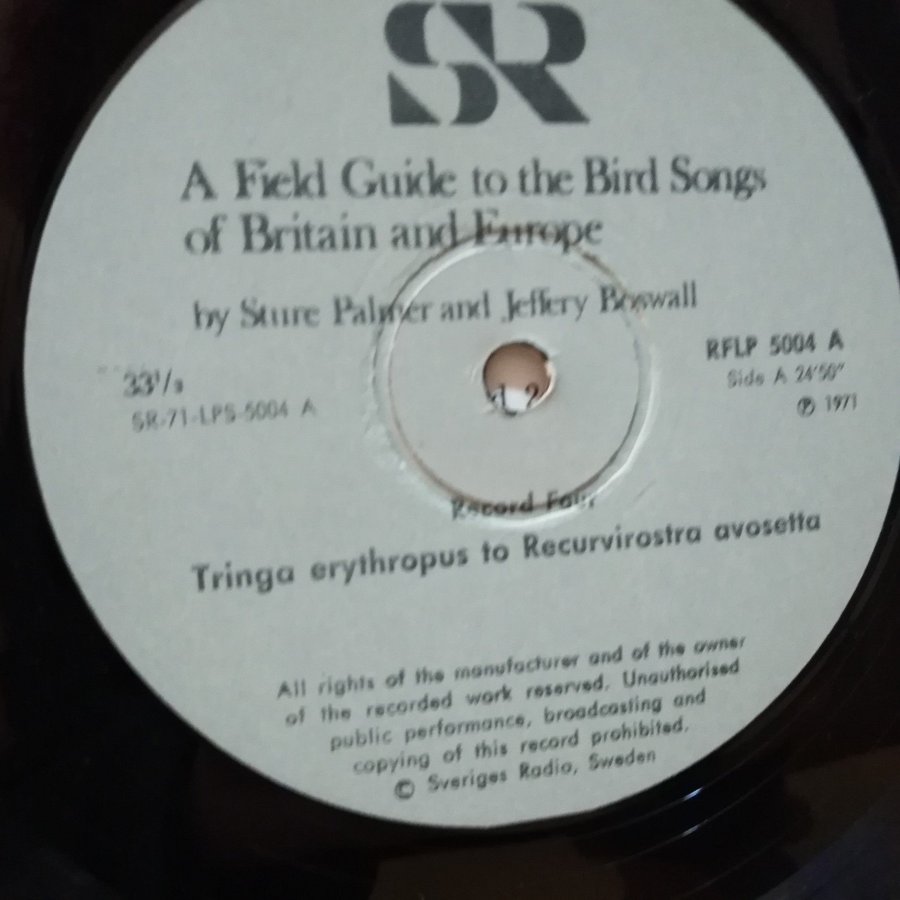 SR
A Field Guide to the Bird Songs
of Britain and Europe
by Sture Palmer and Jeffery Boswall
33⅓
SR-71-LPS-5004 A
RFLP 5004 A
Side A 24'50"
℗ 1971
Record Four
Tringa erythropus to Recurvirostra avosetta
All rights of the manufacturer and of the owner
of the recorded work reserved. Unauthorised
public performance, broadcasting and
copying of this record prohibited.
© Sveriges Radio, Sweden